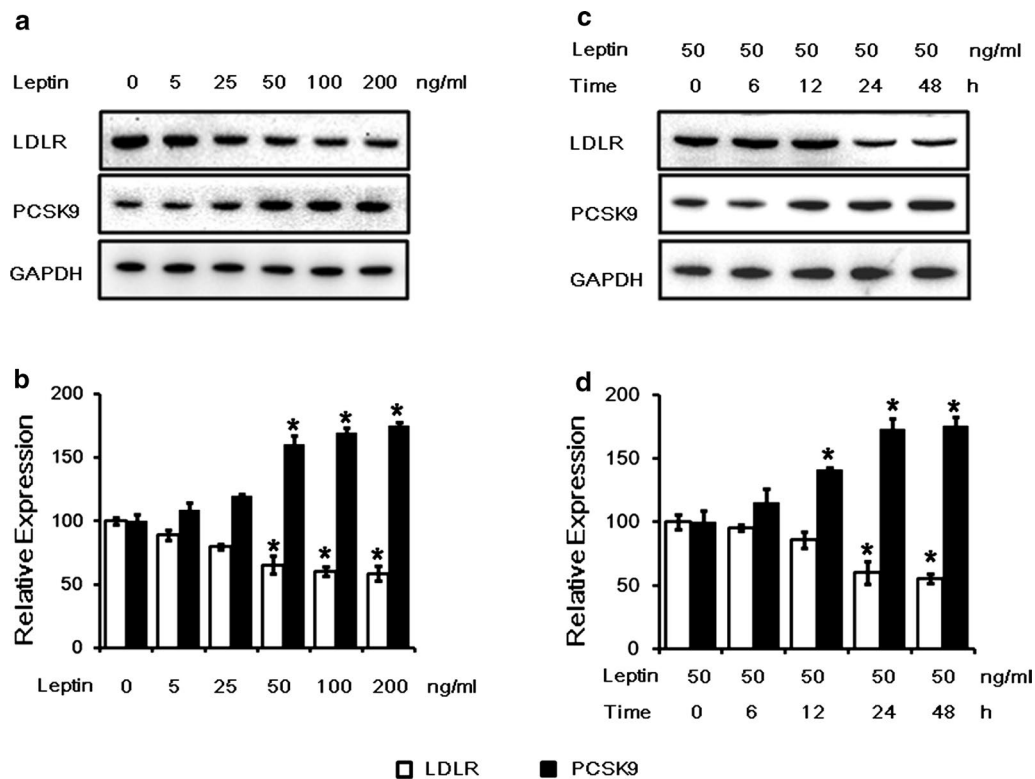 a
Leptin 0 5 25 50 100 200 ng/ml
LDLR
PCSK9
GAPDH
b
200
150
100
50
0
Relative Expression
* * *
* * *
Leptin 0 5 25 50 100 200 ng/ml
c
Leptin 50 50 50 50 50 ng/ml
Time 0 6 12 24 48 h
LDLR
PCSK9
GAPDH
d
200
150
100
50
0
Relative Expression
* * *
* *
Leptin 50 50 50 50 50 ng/ml
Time 0 6 12 24 48 h
LDLR PCSK9